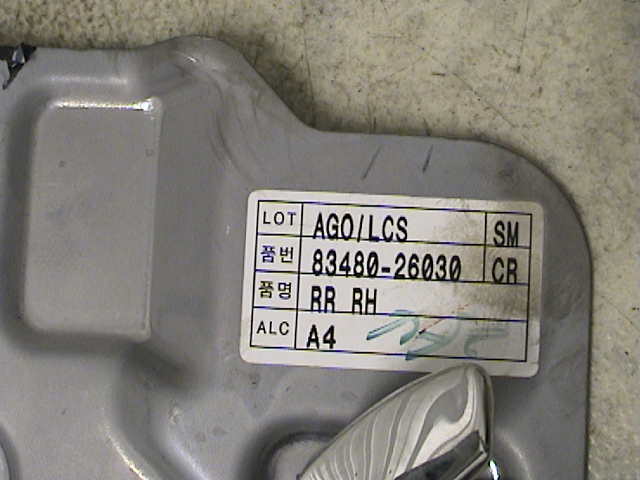 LOT AGO/LCS SM
품번 83480-26030 CR
품명 RR RH
ALC A4